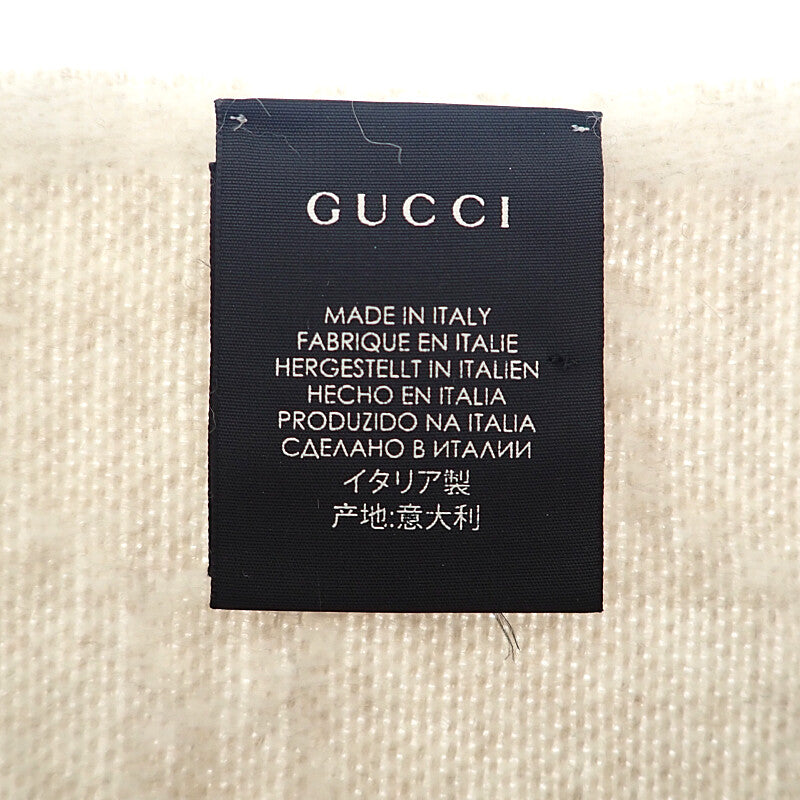 GUCCI
MADE IN ITALY
FABRIQUE EN ITALIE
HERGESTELLT IN ITALIEN
HECHO EN ITALIA
PRODUZIDO NA ITALIA
СДЕЛАНО В ИТАЛИИ
イタリア製
产地:意大利